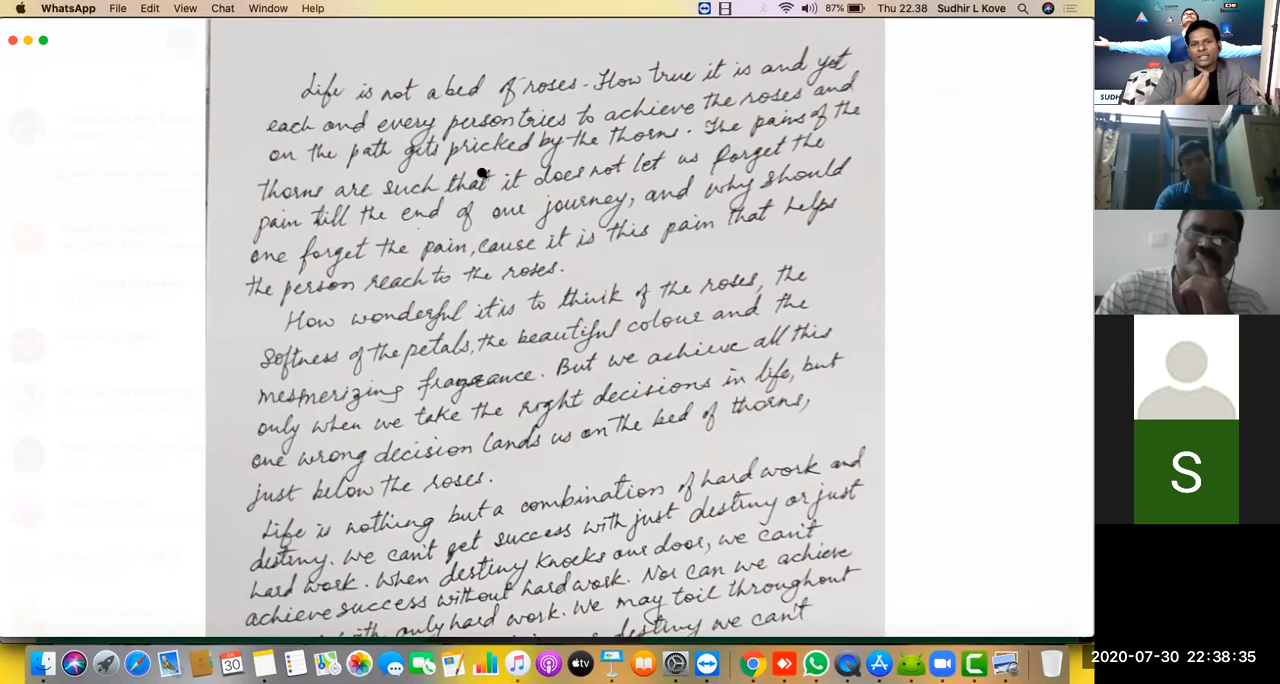 WhatsApp File Edit View Chat Window Help 87% Thu 22.38 Sudhir L Kove
Life is not a bed of roses. How true it is and yet
each and every person tries to achieve the roses and
on the path gets pricked by the thorns. The pains of the
thorns are such that it does not let us forget the
pain till the end of one journey, and why should
one forget the pain, cause it is this pain that helps
the person reach to the roses.
How wonderful it is to think of the roses, the
softness of the petals, the beautiful colour and the
mesmerizing fragrance. But we achieve all this
only when we take the right decisions in life, but
one wrong decision lands us on the bed of thorns,
just below the roses.
Life is nothing but a combination of hard work and
destiny. We can't get success with just destiny or just
hard work. When destiny knocks our door, we can't
achieve success without hard work. Nor can we achieve
with only hard work. We may toil throughout
destiny we can't
SUDH
S
JUL
30
tv
2020-07-30 22:38:35